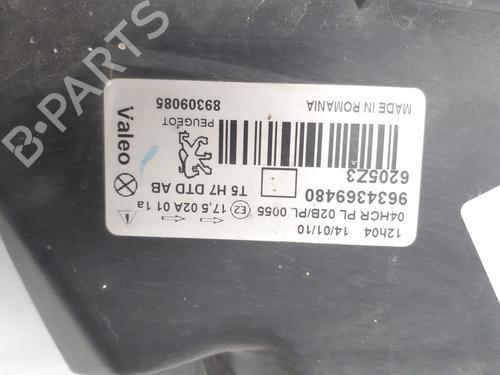 Valeo
89309085
PEUGEOT
MADE IN ROMANIA
6205Z3
T5 H7 DTD AB
9634369480
04HCR PL 02B/PL 0055
E2 17.5 02A 01 1a
12h04 14/01/10
B-PARTS